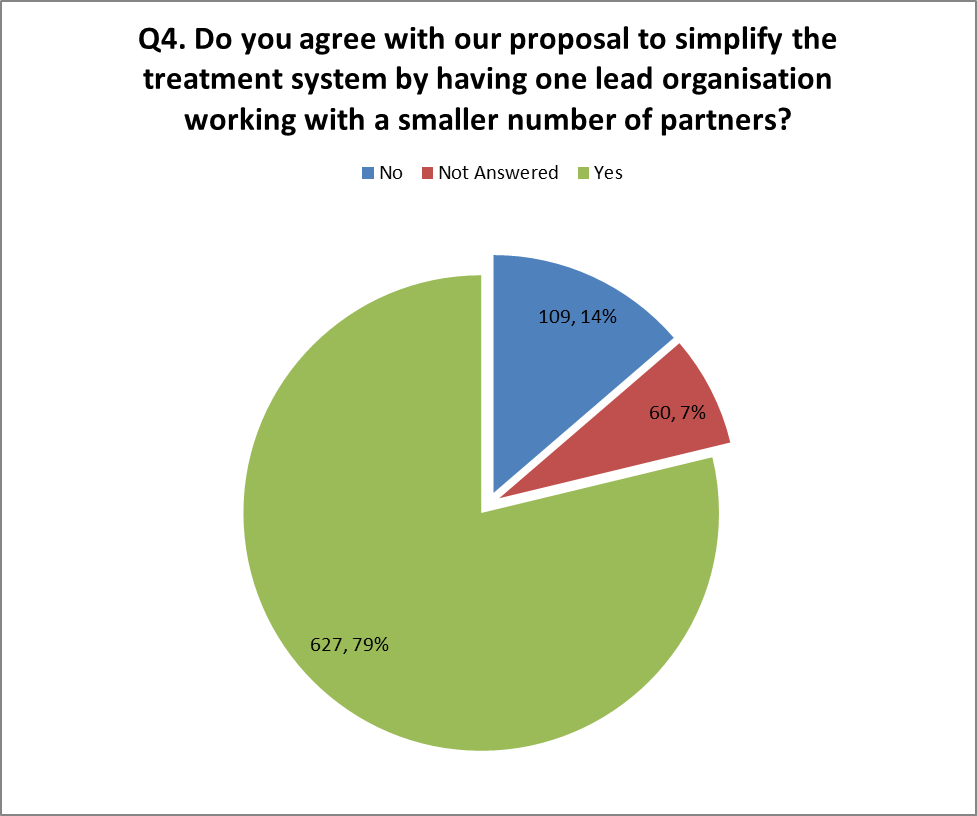 Q4. Do you agree with our proposal to simplify the
treatment system by having one lead organisation
working with a smaller number of partners?
No Not Answered Yes
109, 14%
60, 7%
627, 79%